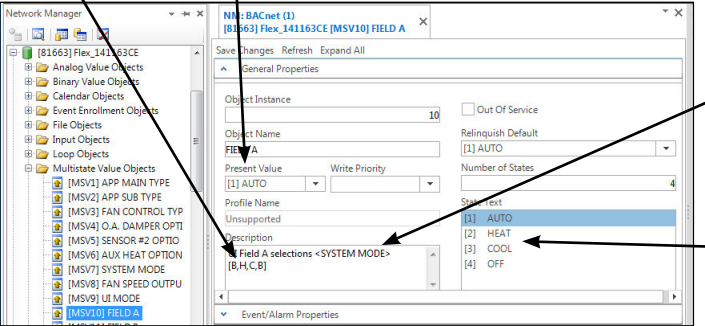 Network Manager
[81663] Flex_141163CE
Analog Value Objects
Binary Value Objects
Calendar Objects
Event Enrollment Objects
File Objects
Input Objects
Loop Objects
Multistate Value Objects
[MSV1] APP MAIN TYPE
[MSV2] APP SUB TYPE
[MSV3] FAN CONTROL TYP
[MSV4] O.A. DAMPER OPTI
[MSV5] SENSOR #2 OPTIO
[MSV6] AUX HEAT OPTION
[MSV7] SYSTEM MODE
[MSV8] FAN SPEED OUTPU
[MSV9] UI MODE
[MSV10] FIELD A
NM: BACnet (1)
[81663] Flex_141163CE [MSV10] FIELD A
Save Changes Refresh Expand All
General Properties
Object Instance
10
Out Of Service
Object Name
FIELD A
Relinquish Default
[1] AUTO
Present Value
Write Priority
[1] AUTO
Number of States
4
Profile Name
Unsupported
State Text
[1] AUTO
[2] HEAT
[3] COOL
[4] OFF
Description
Field A selections <SYSTEM MODE>
[B,H,C,B]
Event/Alarm Properties